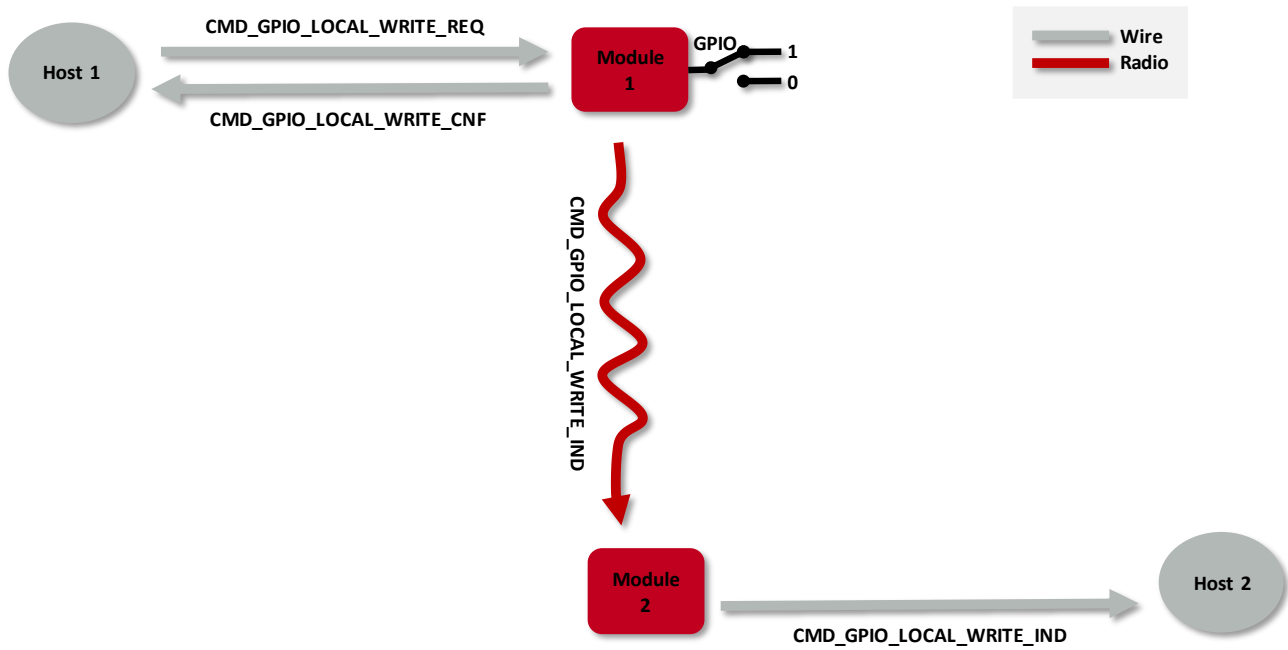 CMD_GPIO_LOCAL_WRITE_REQ
Host 1
Module
1
GPIO
1
0
CMD_GPIO_LOCAL_WRITE_CNF
Wire
Radio
CMD_GPIO_LOCAL_WRITE_IND
Module
2
Host 2
CMD_GPIO_LOCAL_WRITE_IND